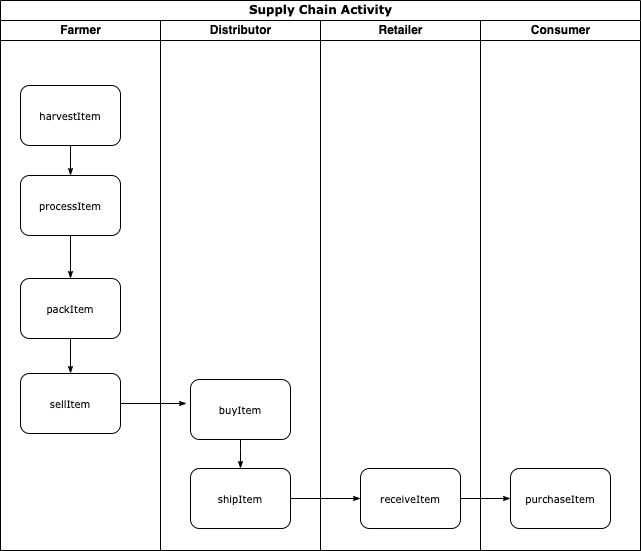 Supply Chain Activity
Farmer
Distributor
Retailer
Consumer
harvestItem
processItem
packItem
sellItem
buyItem
shipItem
receiveItem
purchaseItem